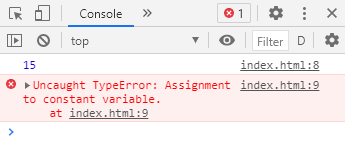 Console
1
top
Filter
D
15 index.html:8
Uncaught TypeError: Assignment index.html:9
to constant variable.
at index.html:9